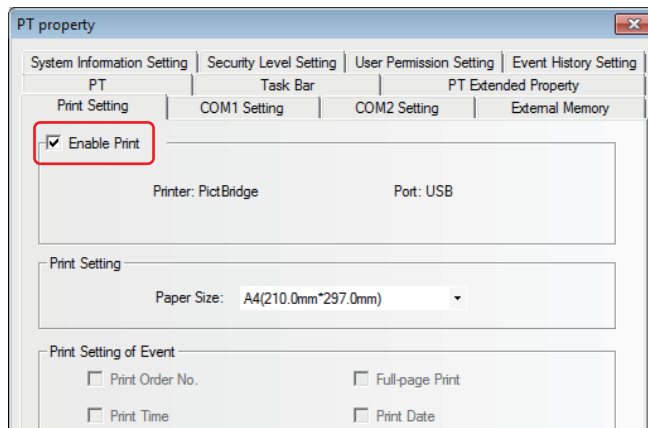 PT property
System Information Setting Security Level Setting User Permission Setting Event History Setting
PT Task Bar PT Extended Property
Print Setting COM1 Setting COM2 Setting External Memory
Enable Print
Printer: PictBridge Port: USB
Print Setting
Paper Size: A4(210.0mm*297.0mm)
Print Setting of Event
Print Order No. Full-page Print
Print Time Print Date